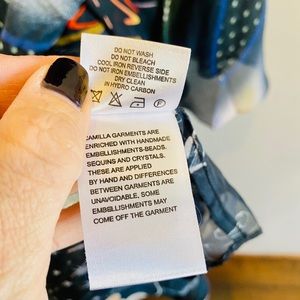 DO NOT WASH
DO NOT BLEACH
COOL IRON REVERSE SIDE
DO NOT IRON EMBELLISHMENTS
DRY CLEAN
IN HYDRO CARBON
CAMILLA GARMENTS ARE
ENRICHED WITH HANDMADE
EMBELLISHMENTS-BEADS.
SEQUINS AND CRYSTALS.
THESE ARE APPLIED
BY HAND AND DIFFERENCES
BETWEEN GARMENTS ARE
UNAVOIDABLE, SOME
EMBELLISHMENTS MAY
COME OFF THE GARMENT